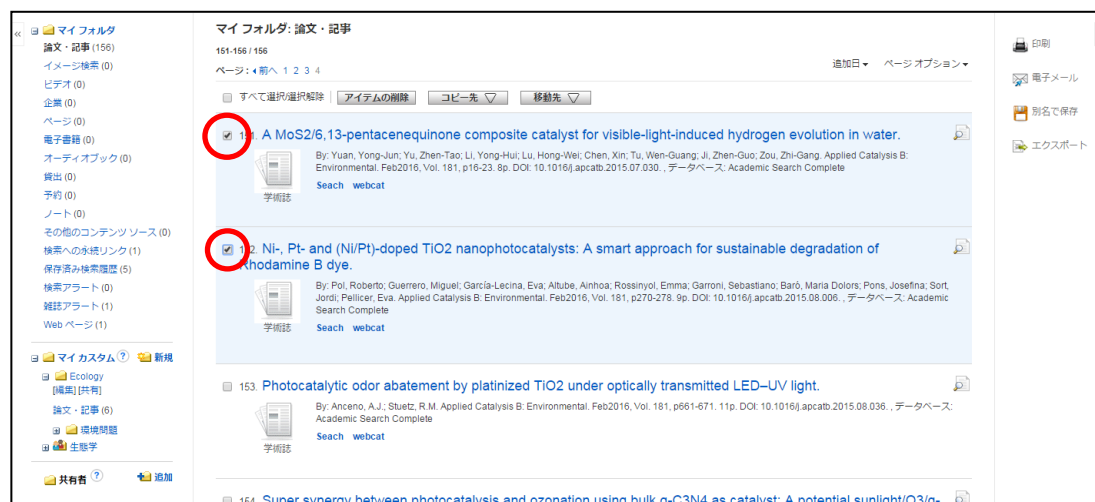 «
マイ フォルダ
論文・記事 (156)
イメージ検索 (0)
ビデオ (0)
企業 (0)
ページ (0)
電子書籍 (0)
オーディオブック (0)
貸出 (0)
予約 (0)
ノート (0)
その他のコンテンツ ソース (0)
検索への永続リンク (1)
保存済み検索履歴 (5)
検索アラート (0)
雑誌アラート (1)
Web ページ (1)
マイ カスタム ? 新規
Ecology
[編集] [共有]
論文・記事 (6)
環境問題
生態学
共有者 ? 追加
マイ フォルダ: 論文・記事
151-156 / 156
ページ: 前へ 1 2 3 4
追加日 ページ オプション
すべて選択/選択解除 アイテムの削除 コピー先 ▽ 移動先 ▽
A MoS2/6,13-pentacenequinone composite catalyst for visible-light-induced hydrogen evolution in water.
By: Yuan, Yong-Jun; Yu, Zhen-Tao; Li, Yong-Hui; Lu, Hong-Wei; Chen, Xin; Tu, Wen-Guang; Ji, Zhen-Guo; Zou, Zhi-Gang. Applied Catalysis B:
Environmental. Feb2016, Vol. 181, p16-23. 8p. DOI: 10.1016/j.apcatb.2015.07.030. , データベース: Academic Search Complete
Seach webcat
学術誌
Ni-, Pt- and (Ni/Pt)-doped TiO2 nanophotocatalysts: A smart approach for sustainable degradation of
Rhodamine B dye.
By: Pol, Roberto; Guerrero, Miguel; García-Lecina, Eva; Altube, Ainhoa; Rossinyol, Emma; Garroni, Sebastiano; Baró, Maria Dolors; Pons, Josefina; Sort,
Jordi; Pellicer, Eva. Applied Catalysis B: Environmental. Feb2016, Vol. 181, p270-278. 9p. DOI: 10.1016/j.apcatb.2015.08.006. , データベース: Academic
Search Complete
Seach webcat
学術誌
153. Photocatalytic odor abatement by platinized TiO2 under optically transmitted LED–UV light.
By: Anceno, A.J.; Stuetz, R.M. Applied Catalysis B: Environmental. Feb2016, Vol. 181, p661-671. 11p. DOI: 10.1016/j.apcatb.2015.08.036. , データベース:
Academic Search Complete
Seach webcat
学術誌
154. Super synergy between photocatalysis and ozonation using bulk g-C3N4 as catalyst: A potential sunlight/O3/g-
印刷
電子メール
別名で保存
エクスポート